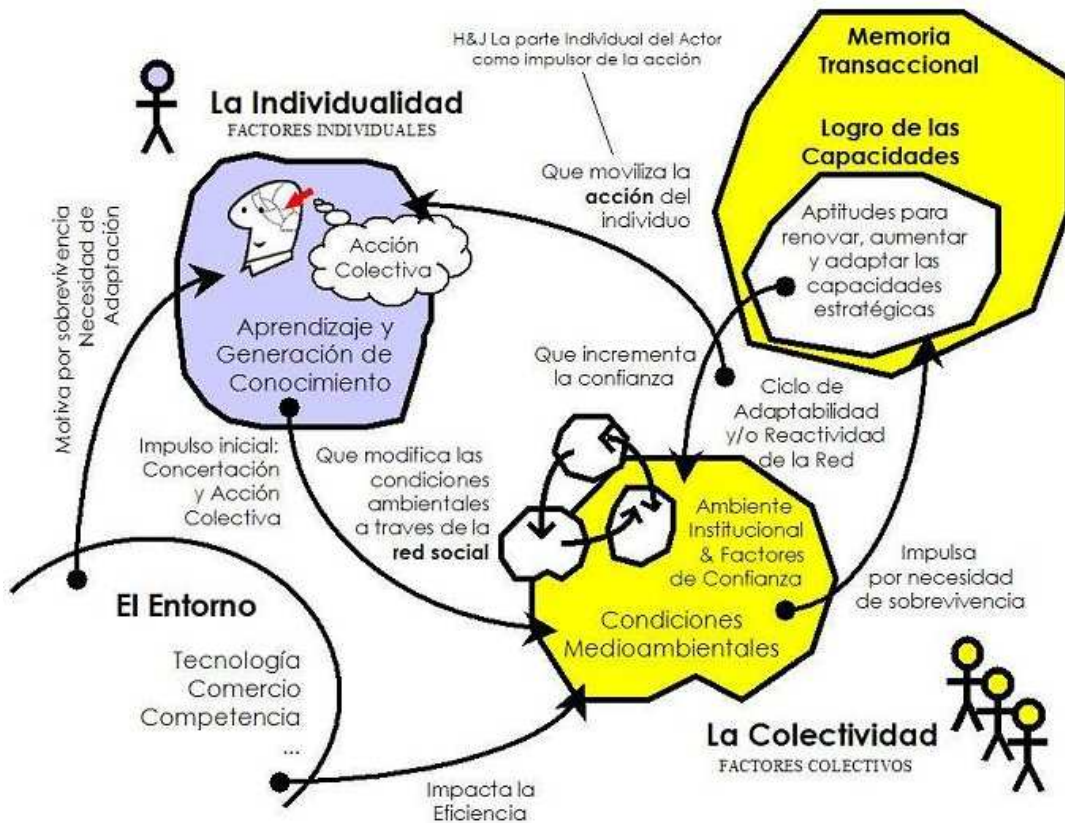 H&J La parte Individual del Actor
como impulsor de la acción
Memoria
Transaccional
Logro de las
Capacidades
Aptitudes para
renovar, aumentar
y adaptar las
capacidades
estratégicas
La Individualidad
FACTORES INDIVIDUALES
Que moviliza la
acción del
individuo
Acción
Colectiva
Aprendizaje y
Generación de
Conocimiento
Motiva por sobrevivencia
Necesidad de
Adaptación
Que incrementa
la confianza
Ciclo de
Adaptabilidad
y/o Reactividad
de la Red
Impulso inicial:
Concertación
y Acción
Colectiva
Que modifica las
condiciones
ambientales
a traves de la
red social
Ambiente
Institucional
& Factores
de Confianza
Condiciones
Medioambientales
Impulsa
por necesidad
de sobrevivencia
El Entorno
Tecnología
Comercio
Competencia
...
Impacta la
Eficiencia
La Colectividad
FACTORES COLECTIVOS